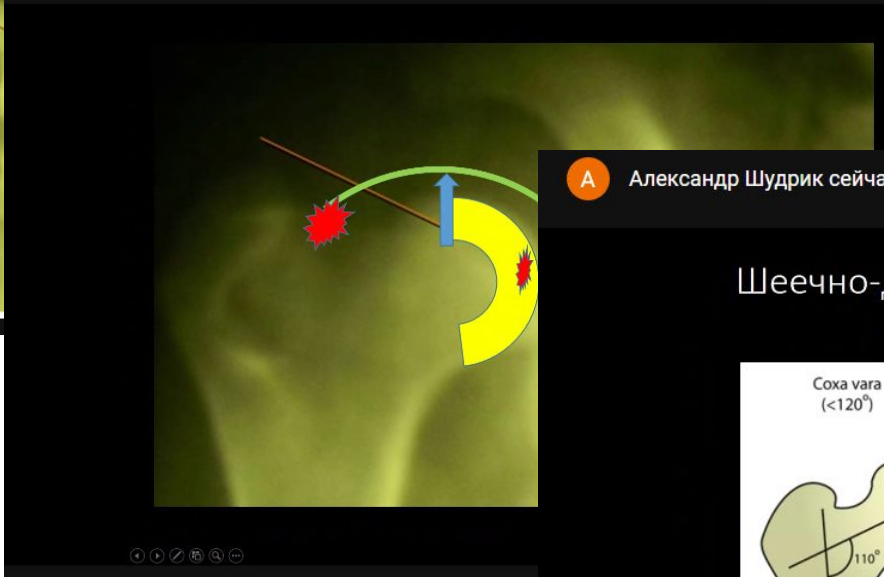 А
Александр Шудрик сейча
Шеечно-
Coxa vara
(<120°)
110°